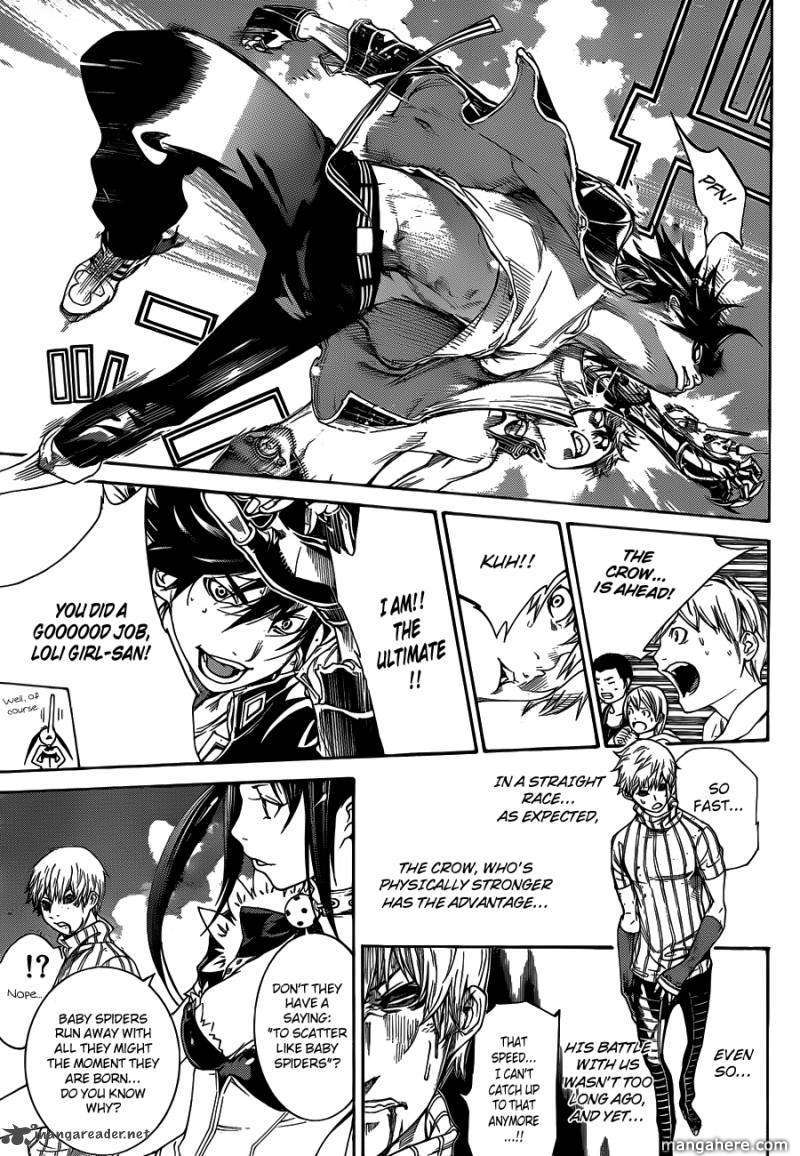 PFN!
THE
CROW...
IS AHEAD!
KUH!!
I AM!!
THE
ULTIMATE
!!
YOU DID A
GOOOOOD JOB,
LOLI GIRL-SAN!
Well, of
course
SO
FAST...
IN A STRAIGHT
RACE...
AS EXPECTED,
THE CROW, WHO'S
PHYSICALLY STRONGER
HAS THE ADVANTAGE...
EVEN
SO...
HIS BATTLE
WITH US
WASN'T TOO
LONG AGO,
AND YET...
THAT
SPEED...
I CAN'T
CATCH UP
TO THAT
ANYMORE
...!!
DON'T THEY
HAVE A
SAYING:
"TO SCATTER
LIKE BABY
SPIDERS"?
!?
Nope...
BABY SPIDERS
RUN AWAY WITH
ALL THEY MIGHT
THE MOMENT THEY
ARE BORN...
DO YOU KNOW
WHY?
mangareader.net
mangahere.com